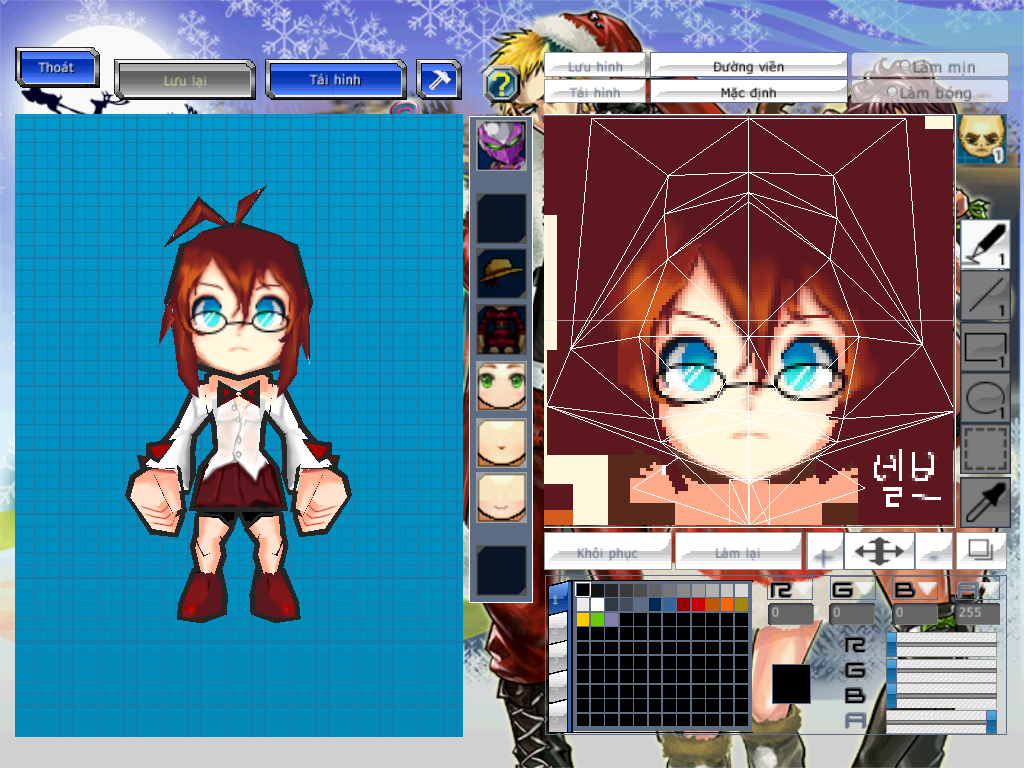 Thoát
Lưu lại
Tải hình
?
Lưu hình
Đường viền
Làm mịn
Tải hình
Mặc định
Làm bóng
1
1
1
1
1
Khôi phục
Làm lại
+
-
1
R
G
B
A
0
0
0
255
R
G
B
A